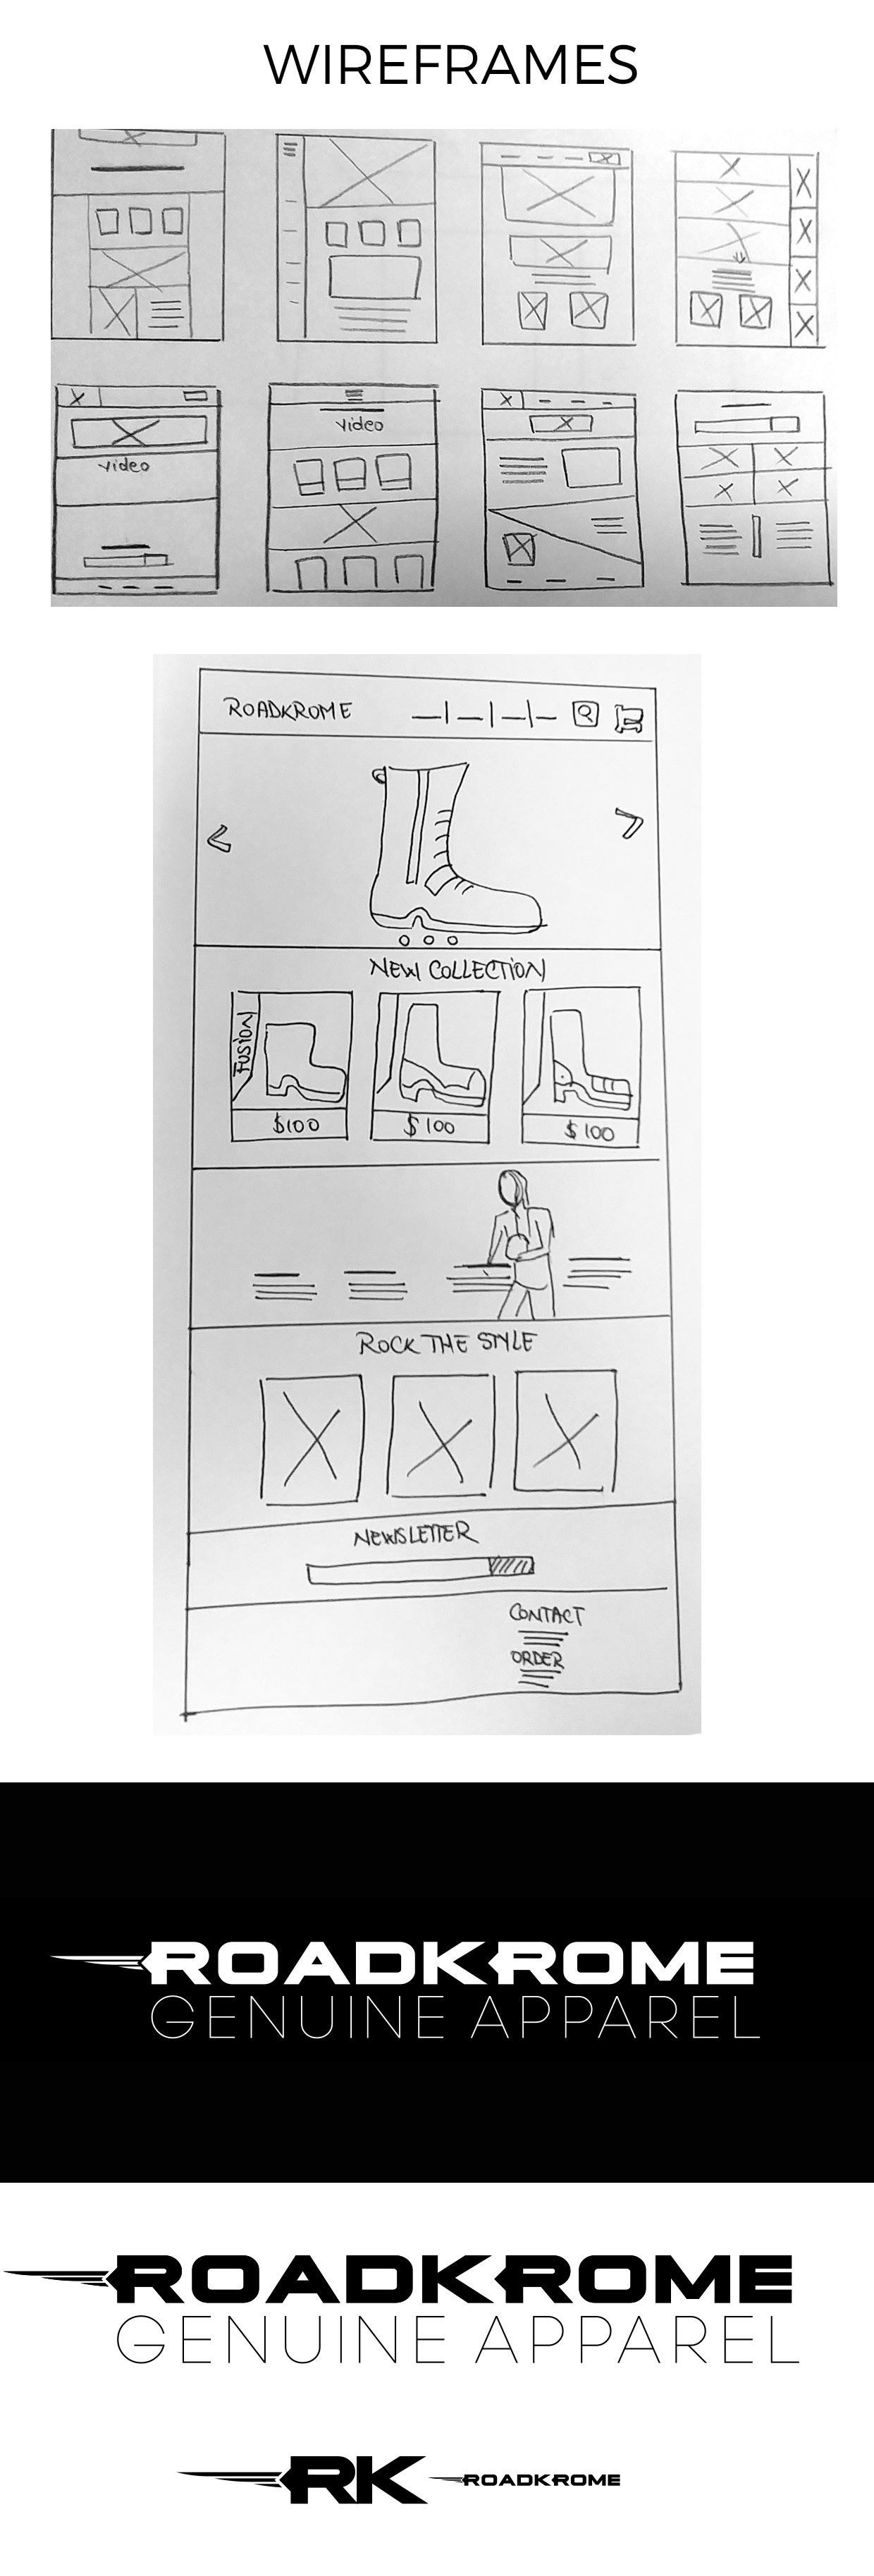 WIREFRAMES
video
video
ROADKROME
NEW COLLECTION
FUSION
$100
$100
$100
ROCK THE STYLE
NEWSLETTER
CONTACT
ORDER
ROADKROME
GENUINE APPAREL
ROADKROME
GENUINE APPAREL
RK
ROADKROME